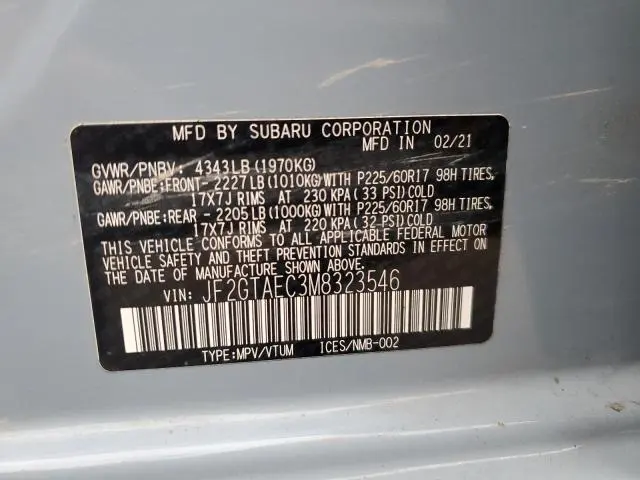 MFD BY SUBARU CORPORATION
MFD IN 02/21
GVWR/PNBV: 4343LB(1970KG)
GAWR/PNBE:FRONT-2227LB(1010KG)WITH P225/60R17 98H TIRES,
17X7J RIMS AT 230 KPA(33 PSI)COLD
GAWR/PNBE:REAR -2205LB(1000KG)WITH P225/60R17 98H TIRES,
17X7J RIMS AT 220 KPA(32 PSI)COLD
THIS VEHICLE CONFORMS TO ALL APPLICABLE FEDERAL MOTOR
VEHICLE SAFETY AND THEFT PREVENTION STANDARDS IN EFFECT ON
THE DATE OF MANUFACTURE SHOWN ABOVE.
VIN: JF2GTAEC3M8323546
TYPE:MPV/VTUM ICES/NMB-002